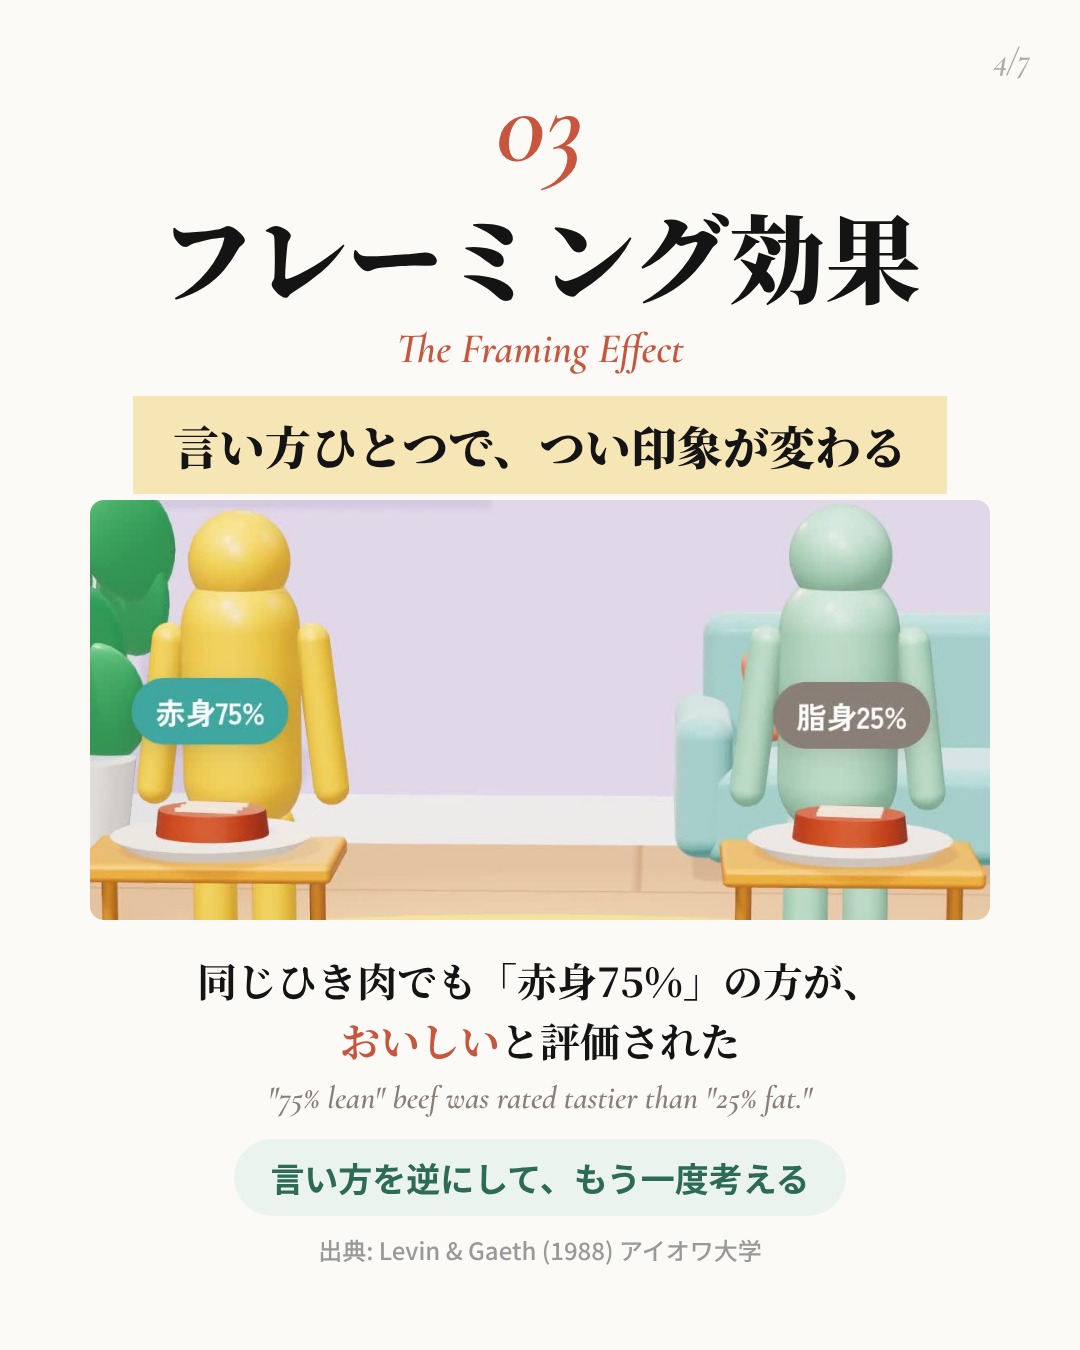 4/7
03
フレーミング効果
The Framing Effect
言い方ひとつで、つい印象が変わる
赤身75%
脂身25%
同じひき肉でも「赤身75%」の方が、
おいしいと評価された
"75% lean" beef was rated tastier than "25% fat."
言い方を逆にして、もう一度考える
出典: Levin & Gaeth (1988) アイオワ大学